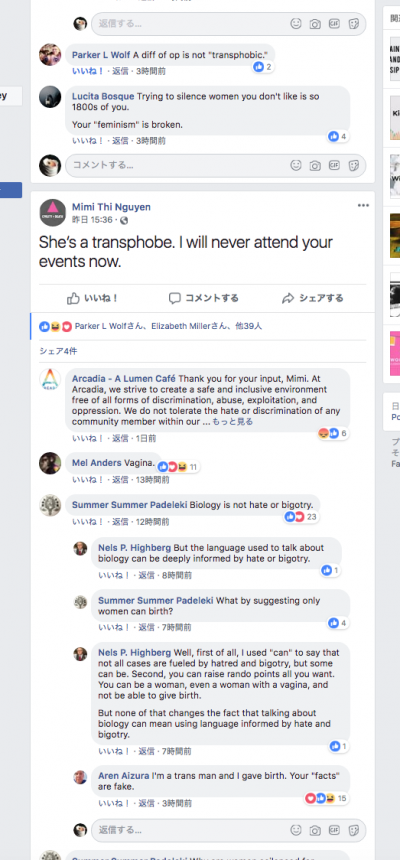 返信する...
関
Parker L Wolf A diff of op is not "transphobic."
2
いいね！ · 返信 · 3時間前
AIN
AND
SIP
ey
Lucita Bosque Trying to silence women you don't like is so
1800s of you.
Your "feminism" is broken.
4
いいね！ · 返信 · 3時間前
Ki
コメントする...
GIF
Mimi Thi Nguyen
昨日 15:36 ·
She's a transphobe. I will never attend your
events now.
いいね！
コメントする
シェアする
Parker L Wolfさん、Elizabeth Millerさん、他39人
シェア4件
Arcadia - A Lumen Café Thank you for your input, Mimi. At
Arcadia, we strive to create a safe and inclusive environment
free of all forms of discrimination, abuse, exploitation, and
oppression. We do not tolerate the hate or discrimination of any
community member within our ... もっと見る
6
いいね！ · 返信 · 1日前
Mel Anders Vagina.
11
いいね！ · 返信 · 13時間前
Summer Summer Padeleki Biology is not hate or bigotry.
23
いいね！ · 返信 · 12時間前
Nels P. Highberg But the language used to talk about
biology can be deeply informed by hate or bigotry.
1
いいね！ · 返信 · 8時間前
Summer Summer Padeleki What by suggesting only
women can birth?
4
いいね！ · 返信 · 7時間前
Nels P. Highberg Well, first of all, I used "can" to say that
not all cases are fueled by hatred and bigotry, but some
can be. Second, you can raise rando points all you want.
You can be a woman, even a woman with a vagina, and
not be able to give birth.
But none of that changes the fact that talking about
biology can mean using language informed by hate and
bigotry.
1
いいね！ · 返信 · 7時間前
Aren Aizura I'm a trans man and I gave birth. Your "facts"
are fake.
15
いいね！ · 返信 · 3時間前
返信する...
GIF